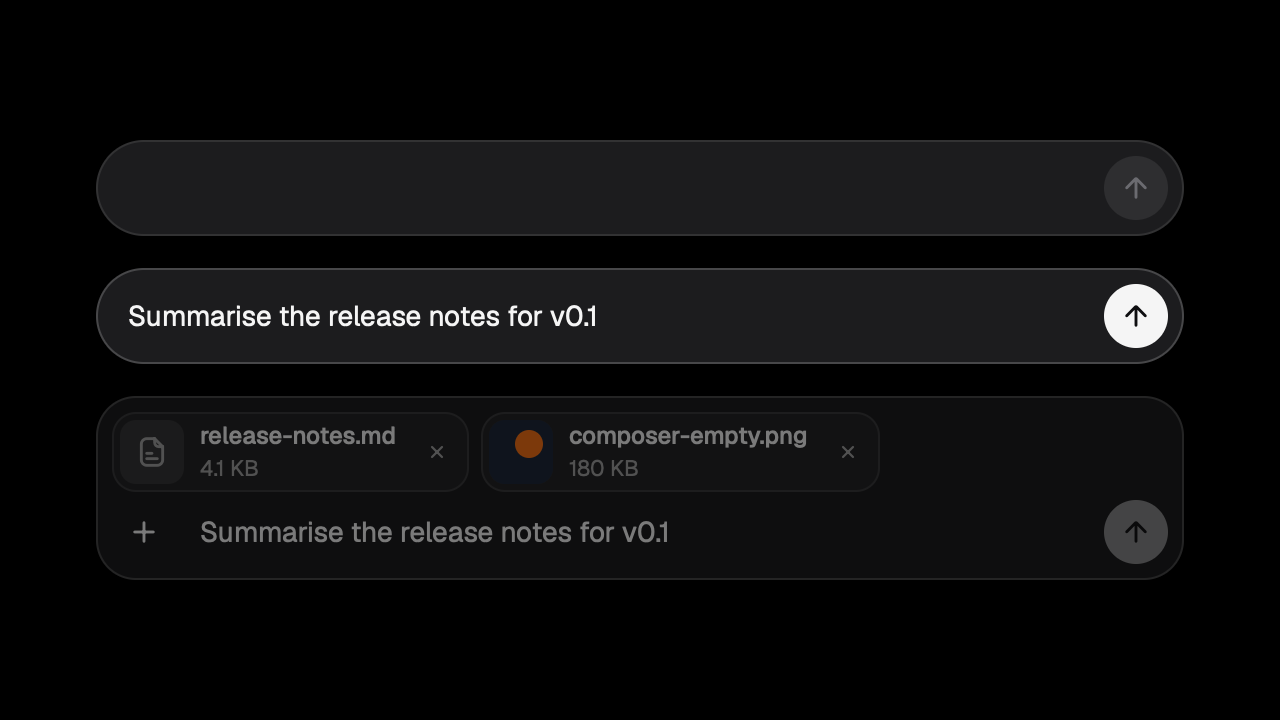 Summarise the release notes for v0.1
release-notes.md
4.1 KB
composer-empty.png
180 KB
Summarise the release notes for v0.1